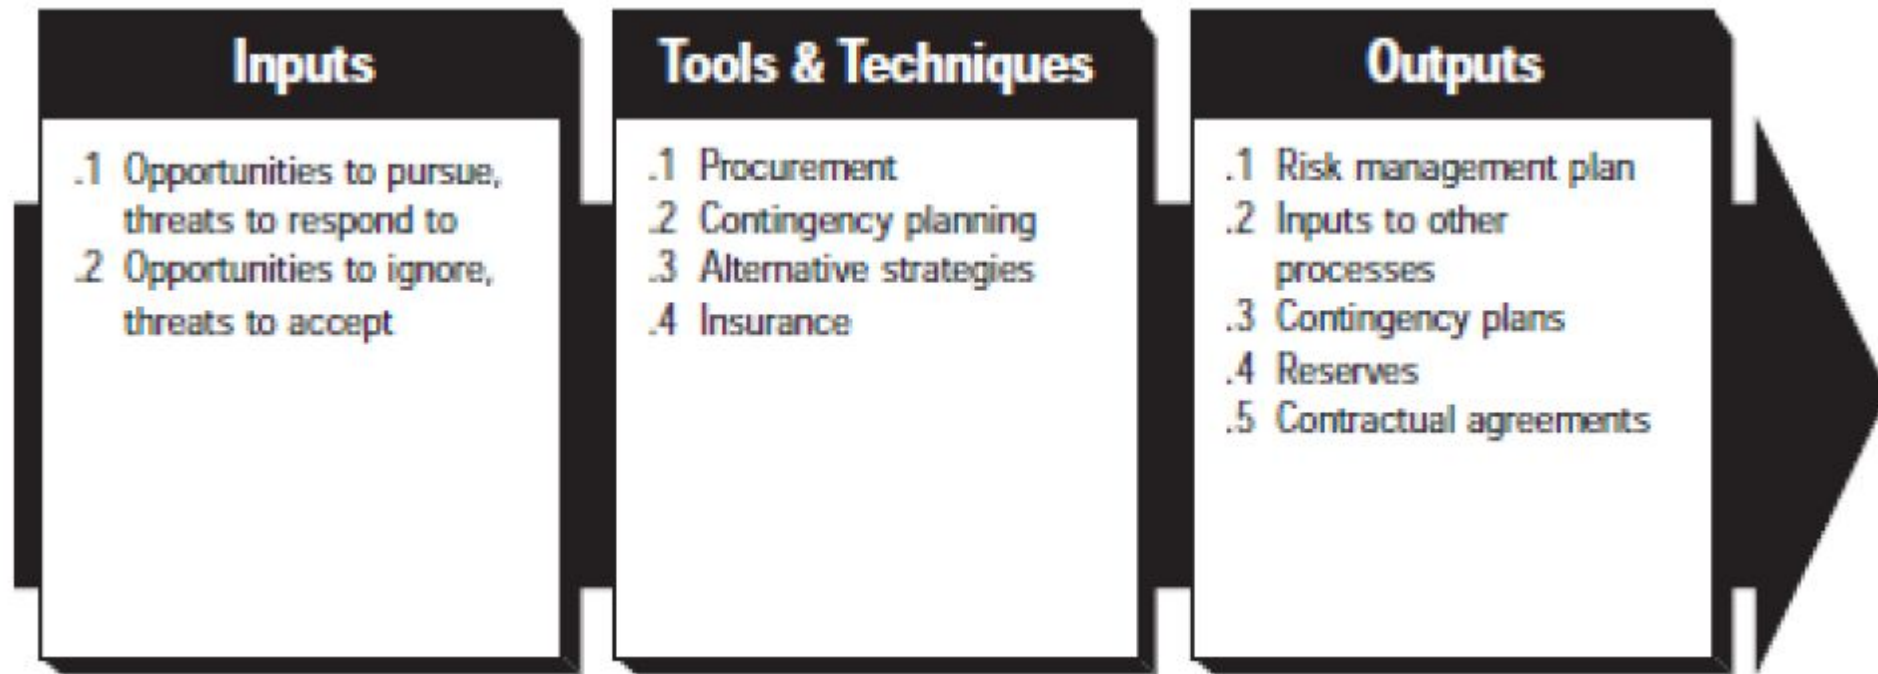 Inputs
.1 Opportunities to pursue,
threats to respond to
.2 Opportunities to ignore,
threats to accept
Tools & Techniques
.1 Procurement
.2 Contingency planning
.3 Alternative strategies
.4 Insurance
Outputs
.1 Risk management plan
.2 Inputs to other
processes
.3 Contingency plans
.4 Reserves
.5 Contractual agreements